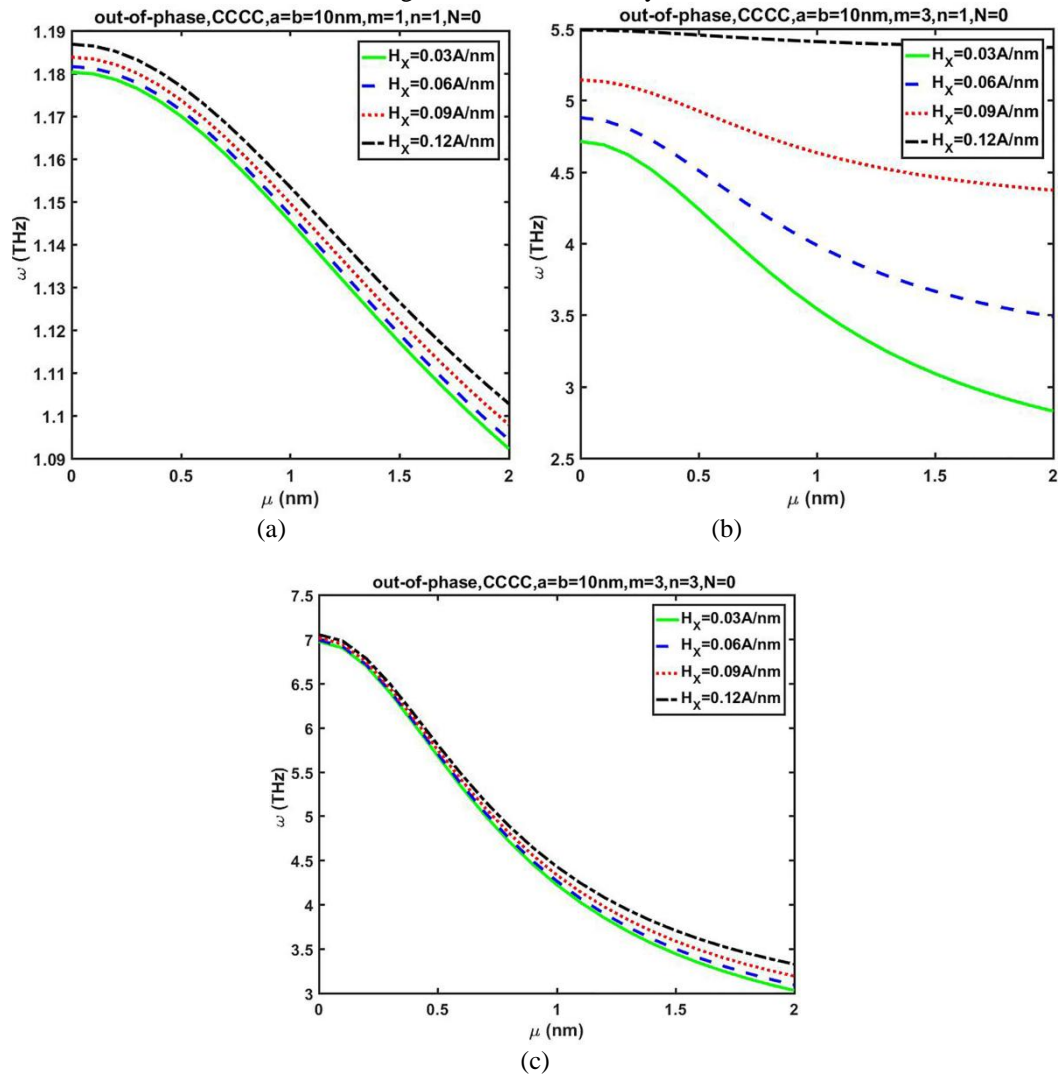 out-of-phase,CCCC,a=b=10nm,m=1,n=1,N=0
1.19
1.18
1.17
1.16
1.15
1.14
1.13
1.12
1.11
1.1
1.09
ω (THz)
0
0.5
1
1.5
2
μ (nm)
H_X=0.03A/nm
H_X=0.06A/nm
H_X=0.09A/nm
H_X=0.12A/nm
(a)
out-of-phase,CCCC,a=b=10nm,m=3,n=1,N=0
5.5
5
4.5
4
3.5
3
2.5
ω (THz)
0
0.5
1
1.5
2
μ (nm)
H_X=0.03A/nm
H_X=0.06A/nm
H_X=0.09A/nm
H_X=0.12A/nm
(b)
out-of-phase,CCCC,a=b=10nm,m=3,n=3,N=0
7.5
7
6.5
6
5.5
5
4.5
4
3.5
3
ω (THz)
0
0.5
1
1.5
2
μ (nm)
H_X=0.03A/nm
H_X=0.06A/nm
H_X=0.09A/nm
H_X=0.12A/nm
(c)